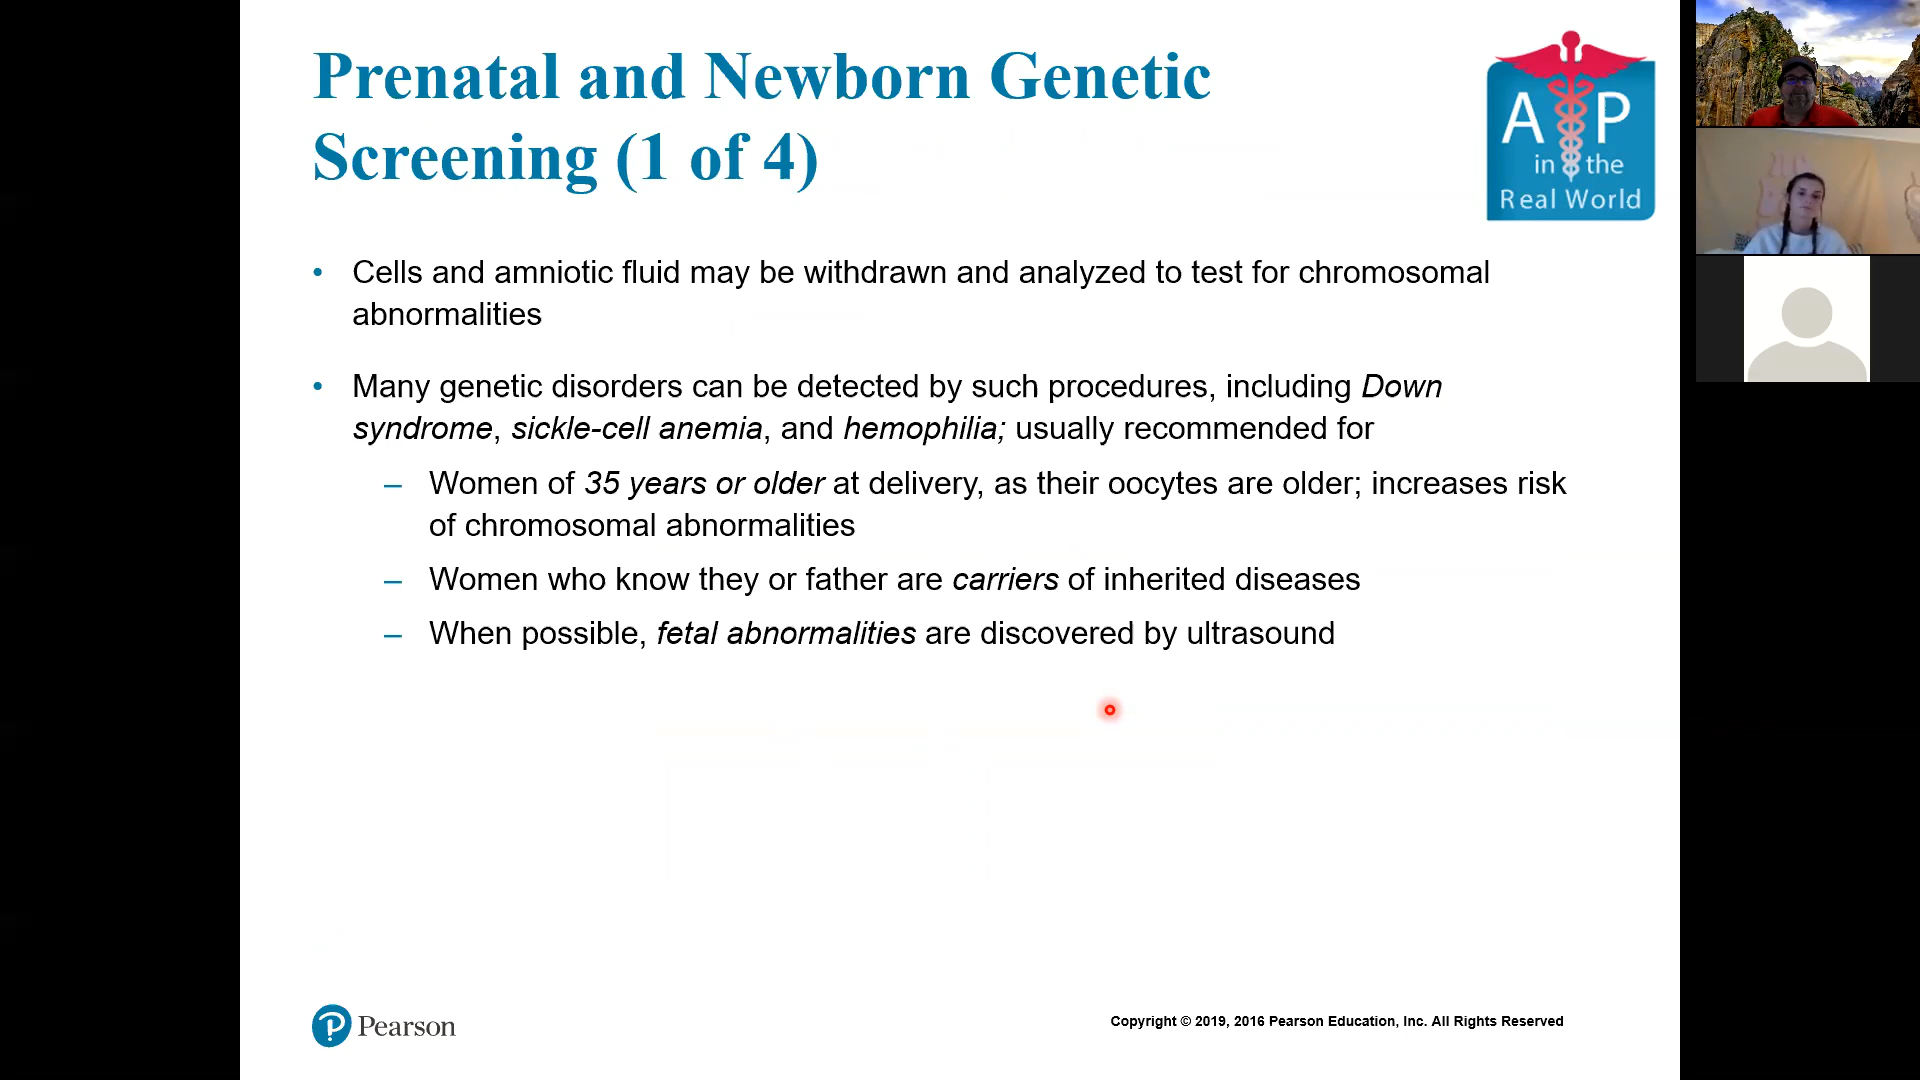 Prenatal and Newborn Genetic
Screening (1 of 4)
A P
in the
Real World
• Cells and amniotic fluid may be withdrawn and analyzed to test for chromosomal
abnormalities
• Many genetic disorders can be detected by such procedures, including Down
syndrome, sickle-cell anemia, and hemophilia; usually recommended for
– Women of 35 years or older at delivery, as their oocytes are older; increases risk
of chromosomal abnormalities
– Women who know they or father are carriers of inherited diseases
– When possible, fetal abnormalities are discovered by ultrasound
P Pearson
Copyright © 2019, 2016 Pearson Education, Inc. All Rights Reserved